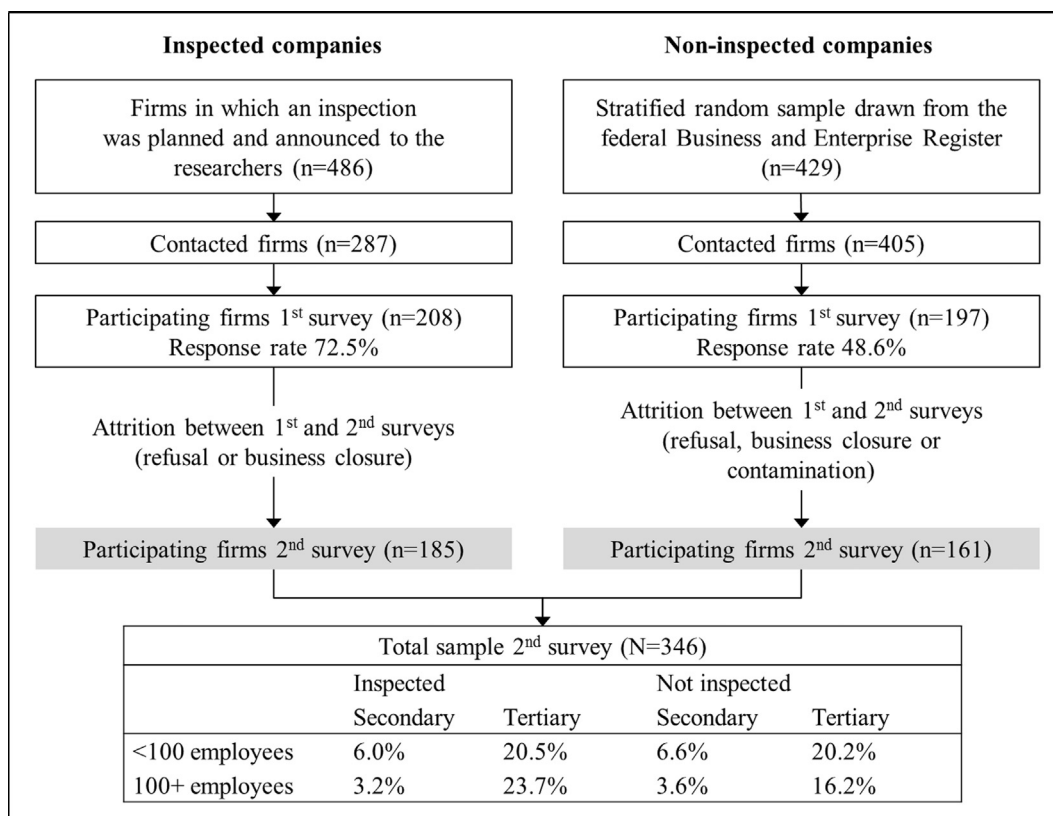 Inspected companies
Firms in which an inspection
was planned and announced to the
researchers (n=486)
Contacted firms (n=287)
Participating firms 1st survey (n=208)
Response rate 72.5%
Attrition between 1st and 2nd surveys
(refusal or business closure)
Participating firms 2nd survey (n=185)
Non-inspected companies
Stratified random sample drawn from the
federal Business and Enterprise Register
(n=429)
Contacted firms (n=405)
Participating firms 1st survey (n=197)
Response rate 48.6%
Attrition between 1st and 2nd surveys
(refusal, business closure or
contamination)
Participating firms 2nd survey (n=161)
Total sample 2nd survey (N=346)
Inspected Not inspected
Secondary Tertiary Secondary Tertiary
<100 employees 6.0% 20.5% 6.6% 20.2%
100+ employees 3.2% 23.7% 3.6% 16.2%